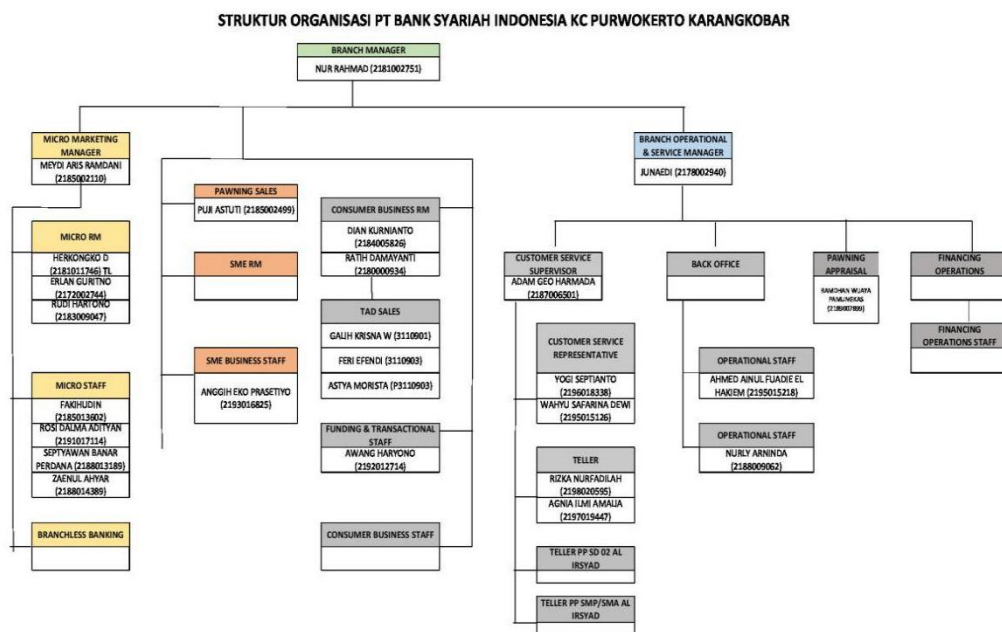 STRUKTUR ORGANISASI PT BANK SYARIAH INDONESIA KC PURWOKERTO KARANGKOBAR
BRANCH MANAGER
NUR RAHMAD (2181002751)
MICRO MARKETING
MANAGER
MEYDI ARIS RAMDANI
(2185002110)
MICRO RM
HERKONGKO D
(2181011746) TL
ERLAN GURITNO
(2172002744)
RUDI HARTONO
(2183009047)
MICRO STAFF
FAKIHUDIN
(2185013602)
ROSI DALMA ADITYAN
(2191017114)
SEPTYAWAN BANAR
PERDANA (2188013189)
ZAENUL AHYAR
(2188014389)
BRANCHLESS BANKING
PAWNING SALES
PUJI ASTUTI (2185002499)
SME RM
SME BUSINESS STAFF
ANGGIH EKO PRASETIYO
(2193016825)
CONSUMER BUSINESS RM
DIAN KURNIANTO
(2184005826)
RATIH DAMAYANTI
(2180000934)
TAD SALES
GALIH KRISNA W (3110901)
FERI EFENDI (3110903)
ASTYA MORISTA (P3110903)
FUNDING & TRANSACTIONAL
STAFF
AWANG HARYONO
(2192012714)
CONSUMER BUSINESS STAFF
BRANCH OPERATIONAL
& SERVICE MANAGER
JUNAEDI (2178002940)
CUSTOMER SERVICE
SUPERVISOR
ADAM GEO HARMADA
(2187006501)
CUSTOMER SERVICE
REPRESENTATIVE
YOGI SEPTIANTO
(2196018338)
WAHYU SAFARINA DEWI
(2195015126)
TELLER
RIZKA NURFADILAH
(2198020595)
AGNIA ILMI AMALIA
(2197019447)
TELLER PP SD 02 AL
IRSYAD
TELLER PP SMP/SMA AL
IRSYAD
BACK OFFICE
OPERATIONAL STAFF
AHMED AINUL FUADIE EL
HAKIEM (2195015218)
OPERATIONAL STAFF
NURLY ARNINDA
(2188009062)
PAWNING
APPRAISAL
WIJAYA
FINANCING
OPERATIONS
FINANCING
OPERATIONS STAFF